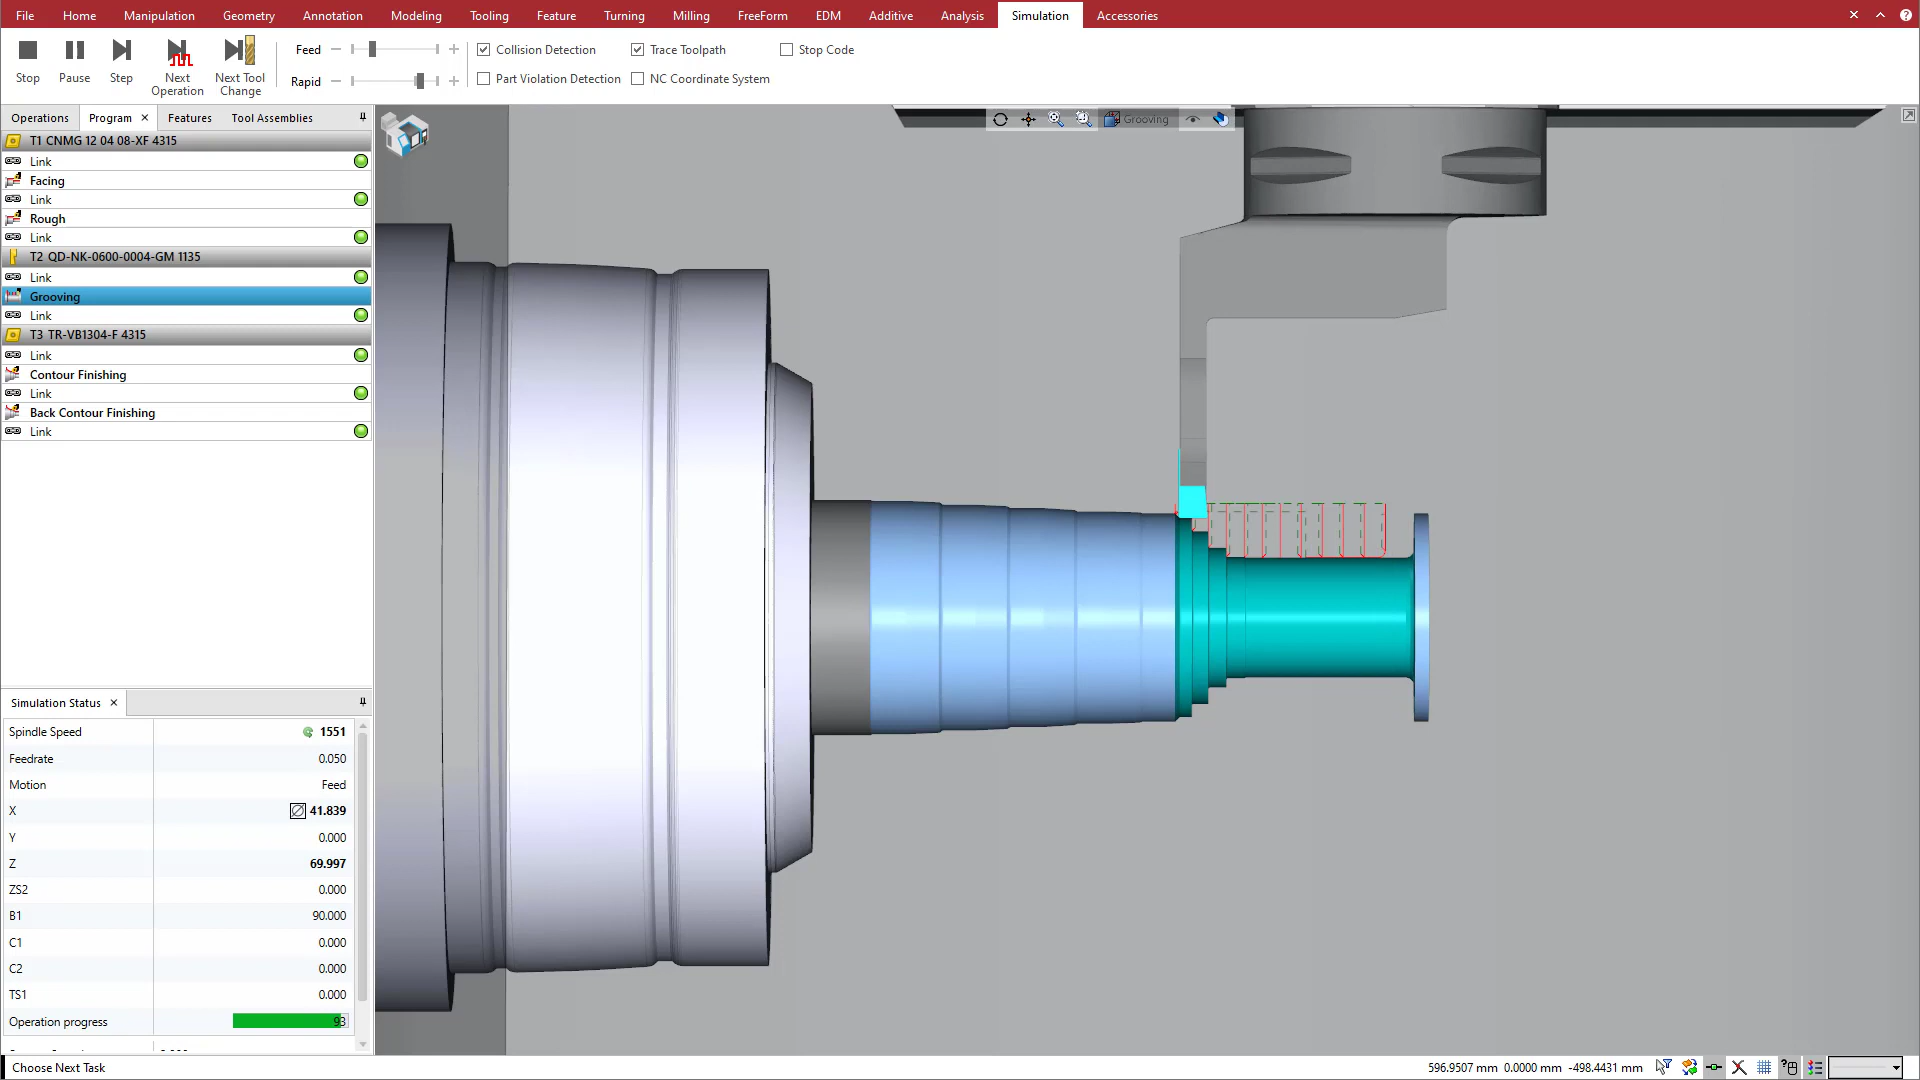 File Home Manipulation Geometry Annotation Modeling Tooling Feature Turning Milling FreeForm EDM Additive Analysis Simulation Accessories
Stop Pause Step Next Operation Next Tool Change
Feed
Rapid
Collision Detection Trace Toolpath Stop Code
Part Violation Detection NC Coordinate System
Operations Program Features Tool Assemblies
Grooving
T1 CNMG 12 04 08-XF 4315
Link
Facing
Link
Rough
Link
T2 QD-NK-0600-0004-GM 1135
Link
Grooving
Link
T3 TR-VB1304-F 4315
Link
Contour Finishing
Link
Back Contour Finishing
Link
Simulation Status
Spindle Speed 1551
Feedrate 0.050
Motion Feed
X 41.839
Y 0.000
Z 69.997
ZS2 0.000
B1 90.000
C1 0.000
C2 0.000
TS1 0.000
Operation progress 93
Choose Next Task
596.9507 mm 0.0000 mm -498.4431 mm